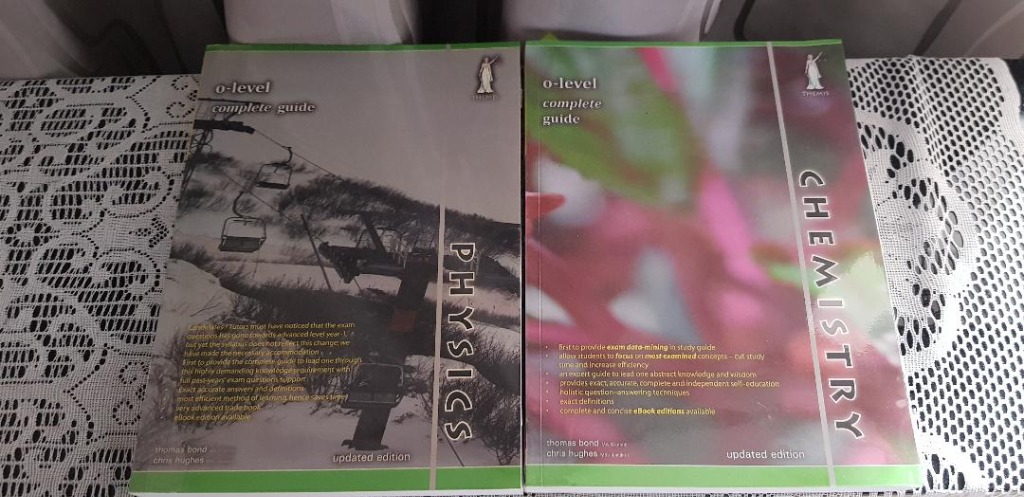 o-level
complete guide
PHYSICS
Candidates / Tutors must have noticed that the exam
questions has gone towards advanced level year-1,
but yet the syllabus does not reflect this change; we
have made the necessary accommodation
First to provide the complete guide to lead one through
this highly demanding knowledge requirement with
full past-years' exam questions support
Exact accurate answers and definitions
most efficient method of learning, hence saves time
very advanced trade book
eBook edition available
thomas bond
chris hughes
updated edition
o-level
complete
guide
THEMIS
CHEMISTRY
first to provide exam data-mining in study guide
allow students to focus on most-examined concepts – cut study
time and increase efficiency
an expert guide to lead one abstract knowledge and wisdom
provides exact, accurate, complete and independent self-education
holistic question-answering techniques
exact definitions
complete and concise eBook editions available
thomas bond
chris hughes
updated edition